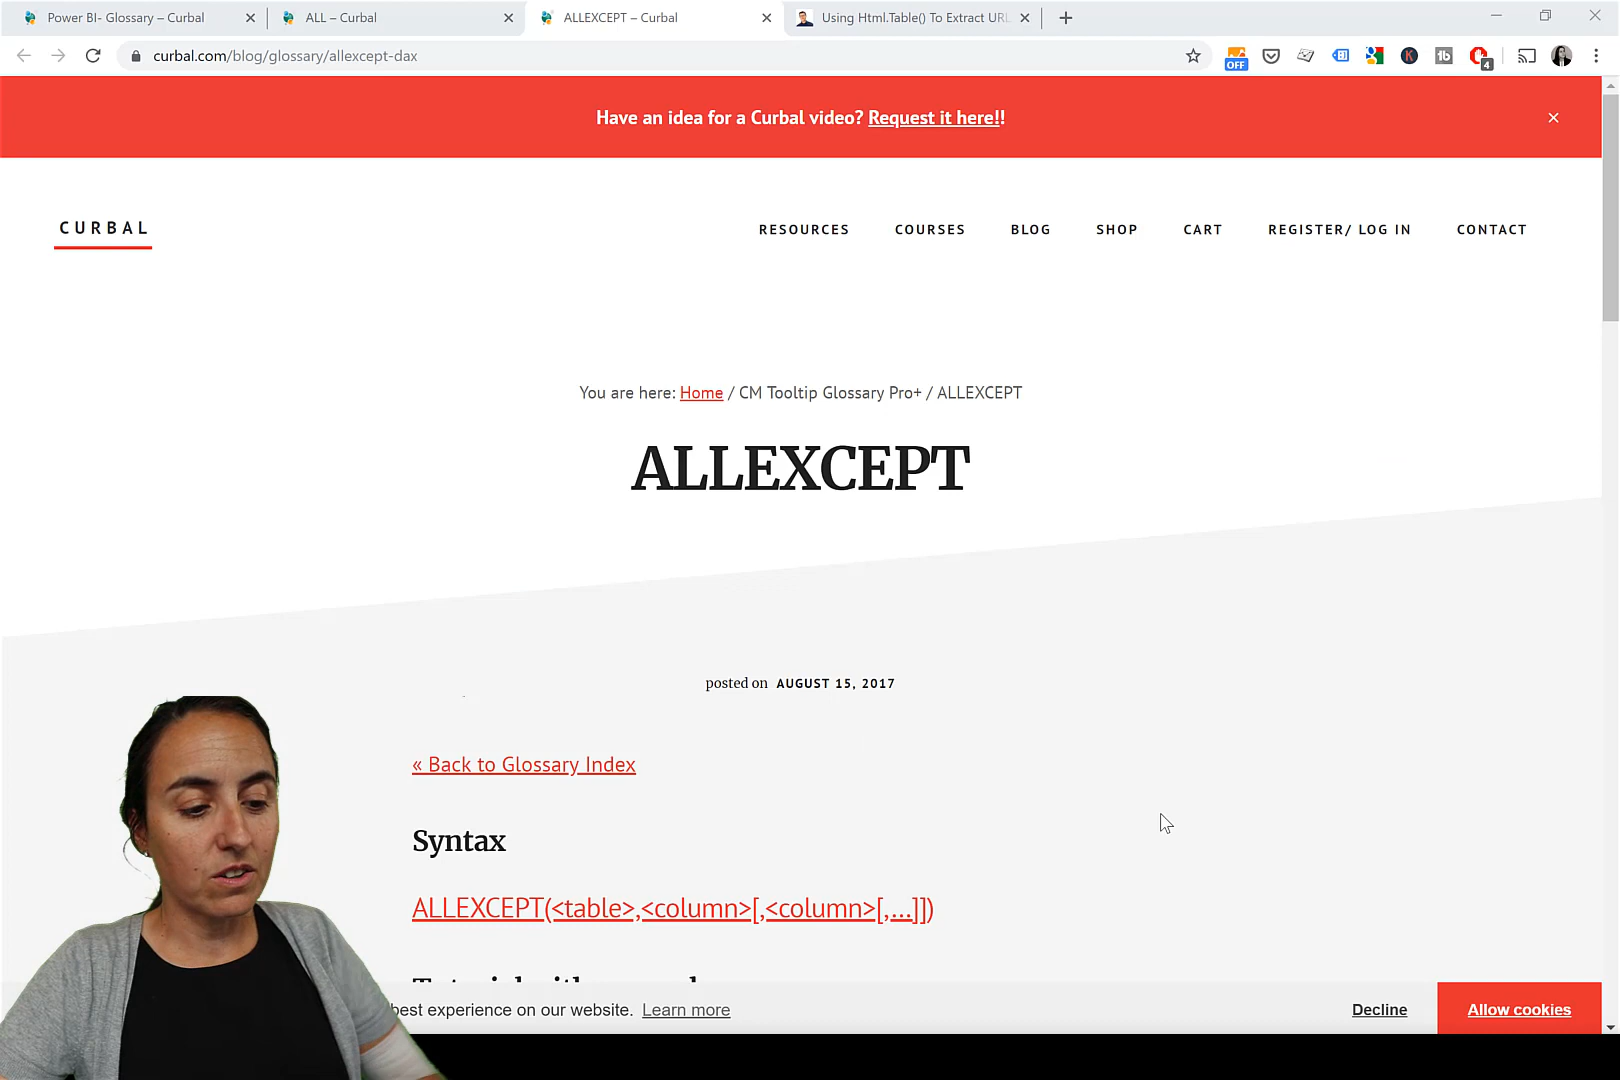 Power BI- Glossary – Curbal
ALL – Curbal
ALLEXCEPT – Curbal
Using Html.Table() To Extract URL
curbal.com/blog/glossary/allexcept-dax
OFF
K
tb
4
Have an idea for a Curbal video? Request it here!!
CURBAL
RESOURCES
COURSES
BLOG
SHOP
CART
REGISTER/ LOG IN
CONTACT
You are here: Home / CM Tooltip Glossary Pro+ / ALLEXCEPT
ALLEXCEPT
posted on AUGUST 15, 2017
« Back to Glossary Index
Syntax
ALLEXCEPT(<table>,<column>[,<column>[,…]])
best experience on our website. Learn more
Decline
Allow cookies